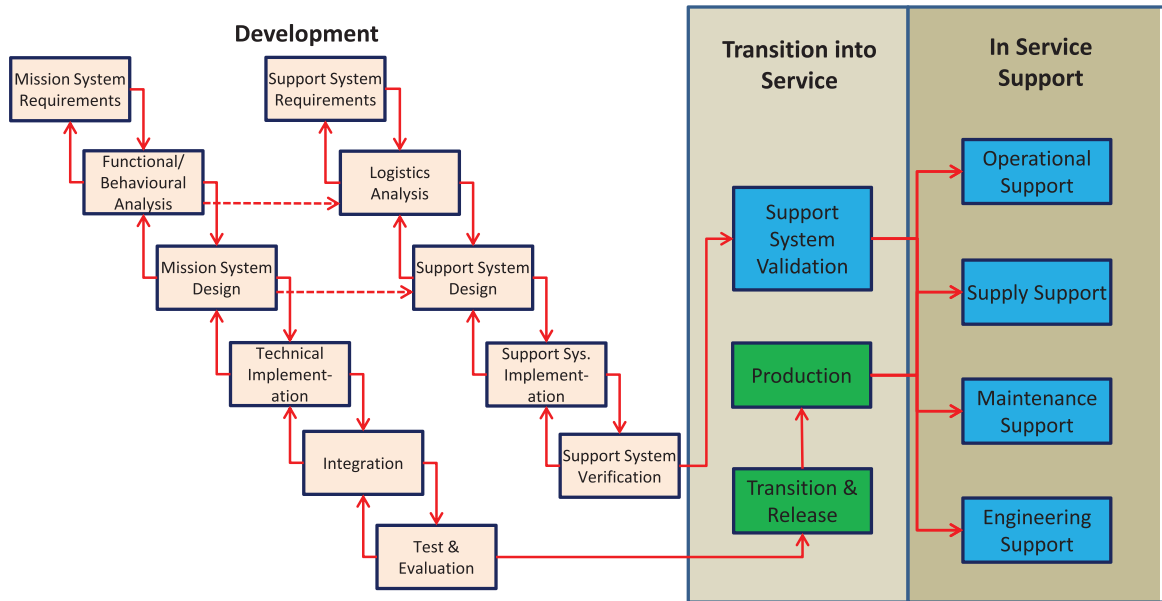 Development
Mission System
Requirements
Functional/
Behavioural
Analysis
Mission System
Design
Technical
Implement-
ation
Integration
Test &
Evaluation
Support System
Requirements
Logistics
Analysis
Support System
Design
Support Sys.
Implement-
ation
Support System
Verification
Transition into
Service
Support
System
Validation
Production
Transition &
Release
In Service
Support
Operational
Support
Supply Support
Maintenance
Support
Engineering
Support